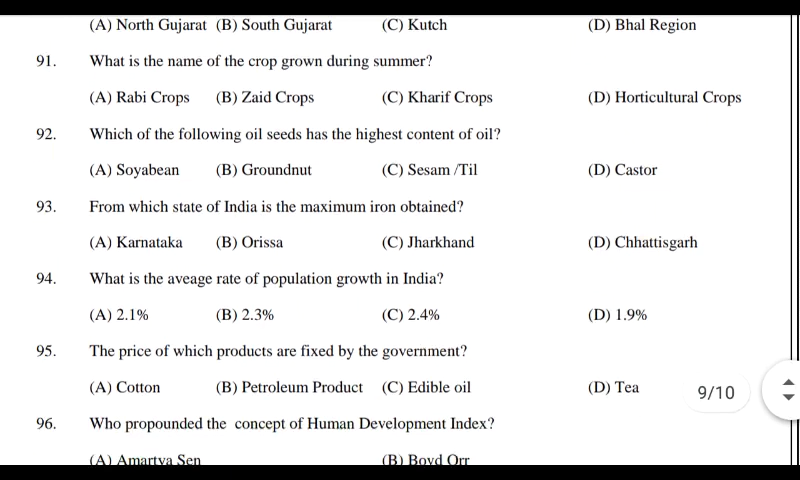 (A) North Gujarat (B) South Gujarat (C) Kutch (D) Bhal Region
91. What is the name of the crop grown during summer?
(A) Rabi Crops (B) Zaid Crops (C) Kharif Crops (D) Horticultural Crops
92. Which of the following oil seeds has the highest content of oil?
(A) Soyabean (B) Groundnut (C) Sesam /Til (D) Castor
93. From which state of India is the maximum iron obtained?
(A) Karnataka (B) Orissa (C) Jharkhand (D) Chhattisgarh
94. What is the aveage rate of population growth in India?
(A) 2.1% (B) 2.3% (C) 2.4% (D) 1.9%
95. The price of which products are fixed by the government?
(A) Cotton (B) Petroleum Product (C) Edible oil (D) Tea
9/10
96. Who propounded the concept of Human Development Index?
(A) Amartya Sen (B) Boyd Orr